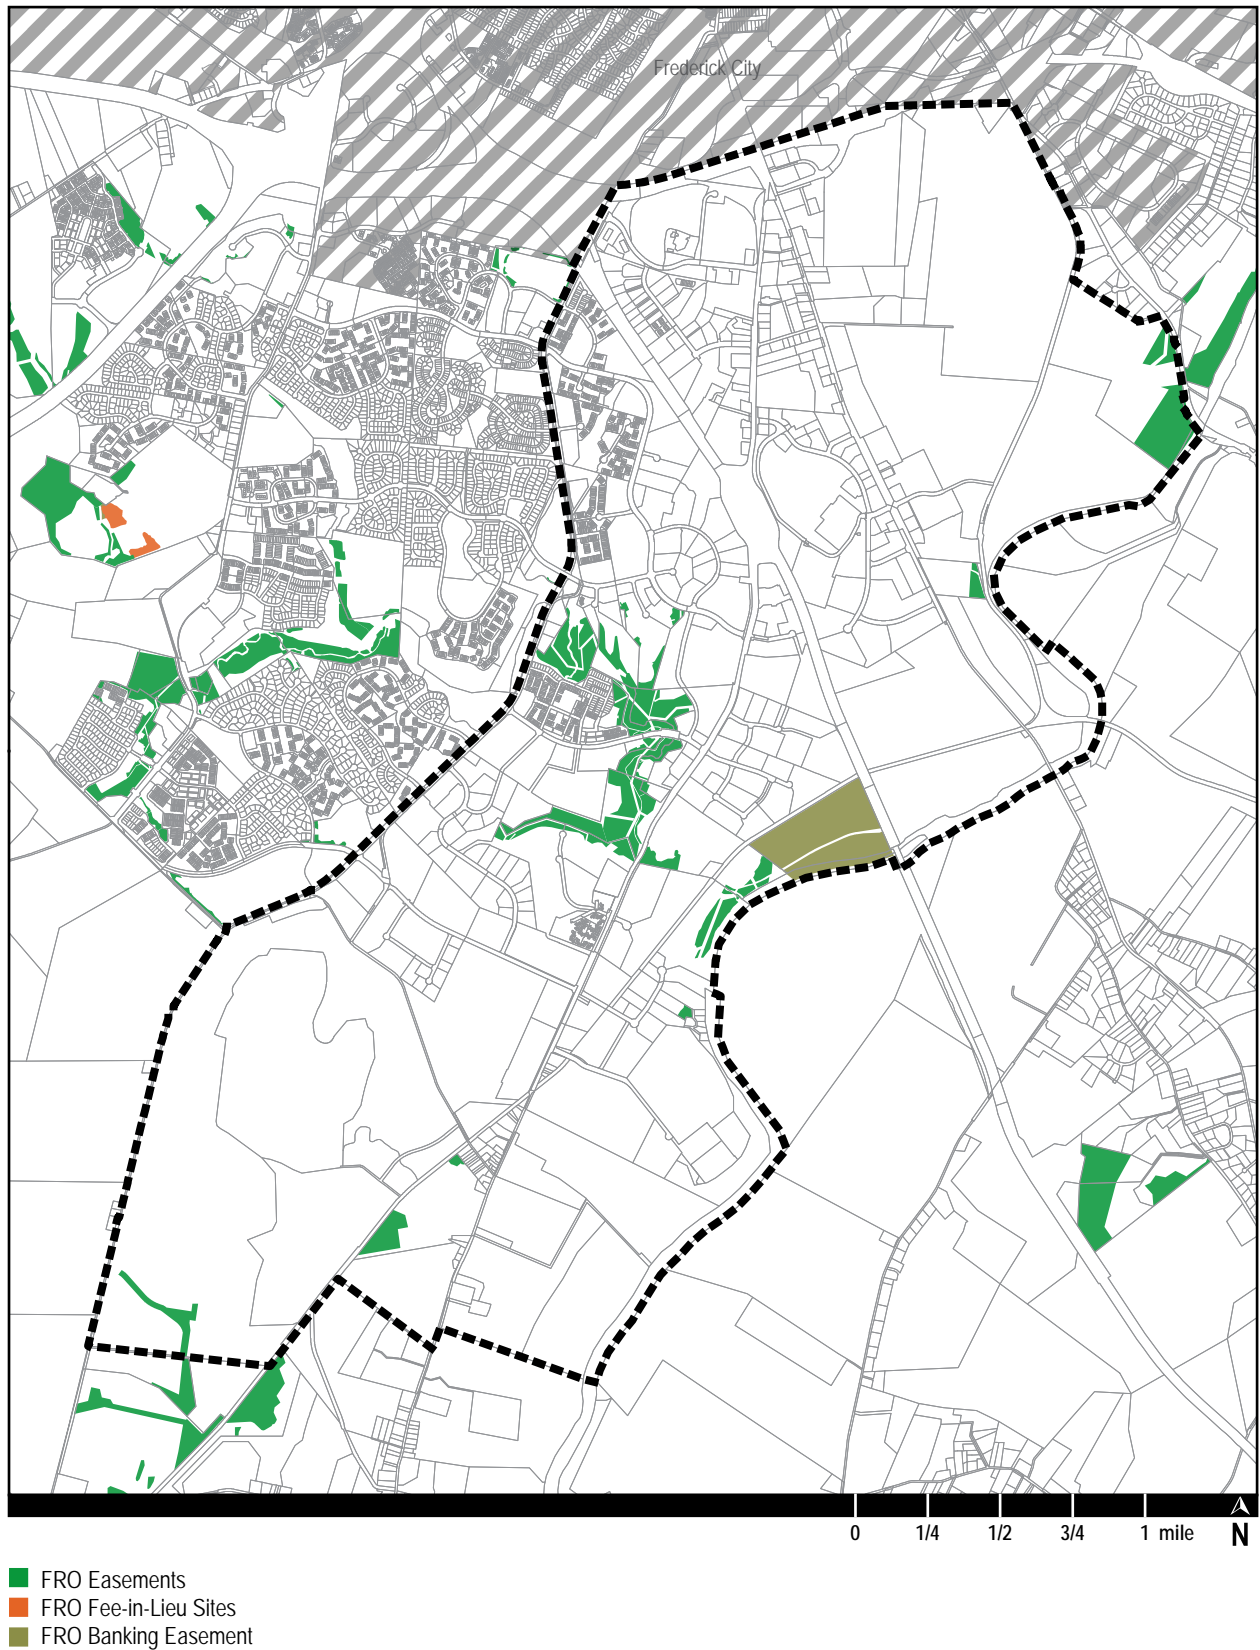 Frederick City
0 1/4 1/2 3/4 1 mile N
FRO Easements
FRO Fee-in-Lieu Sites
FRO Banking Easement